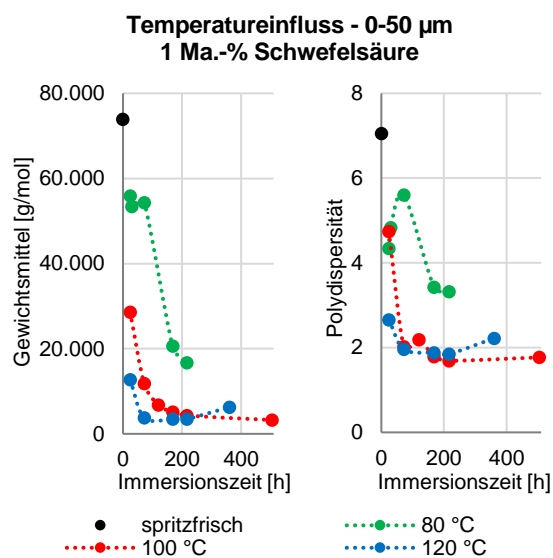 Temperatureinfluss - 0-50 µm
1 Ma.-% Schwefelsäure
Gewichtsmittel [g/mol]
80.000
60.000
40.000
20.000
0
0 200 400
Immersionszeit [h]
Polydispersität
8
6
4
2
0
0 200 400
Immersionszeit [h]
spritzfrisch
80 °C
100 °C
120 °C